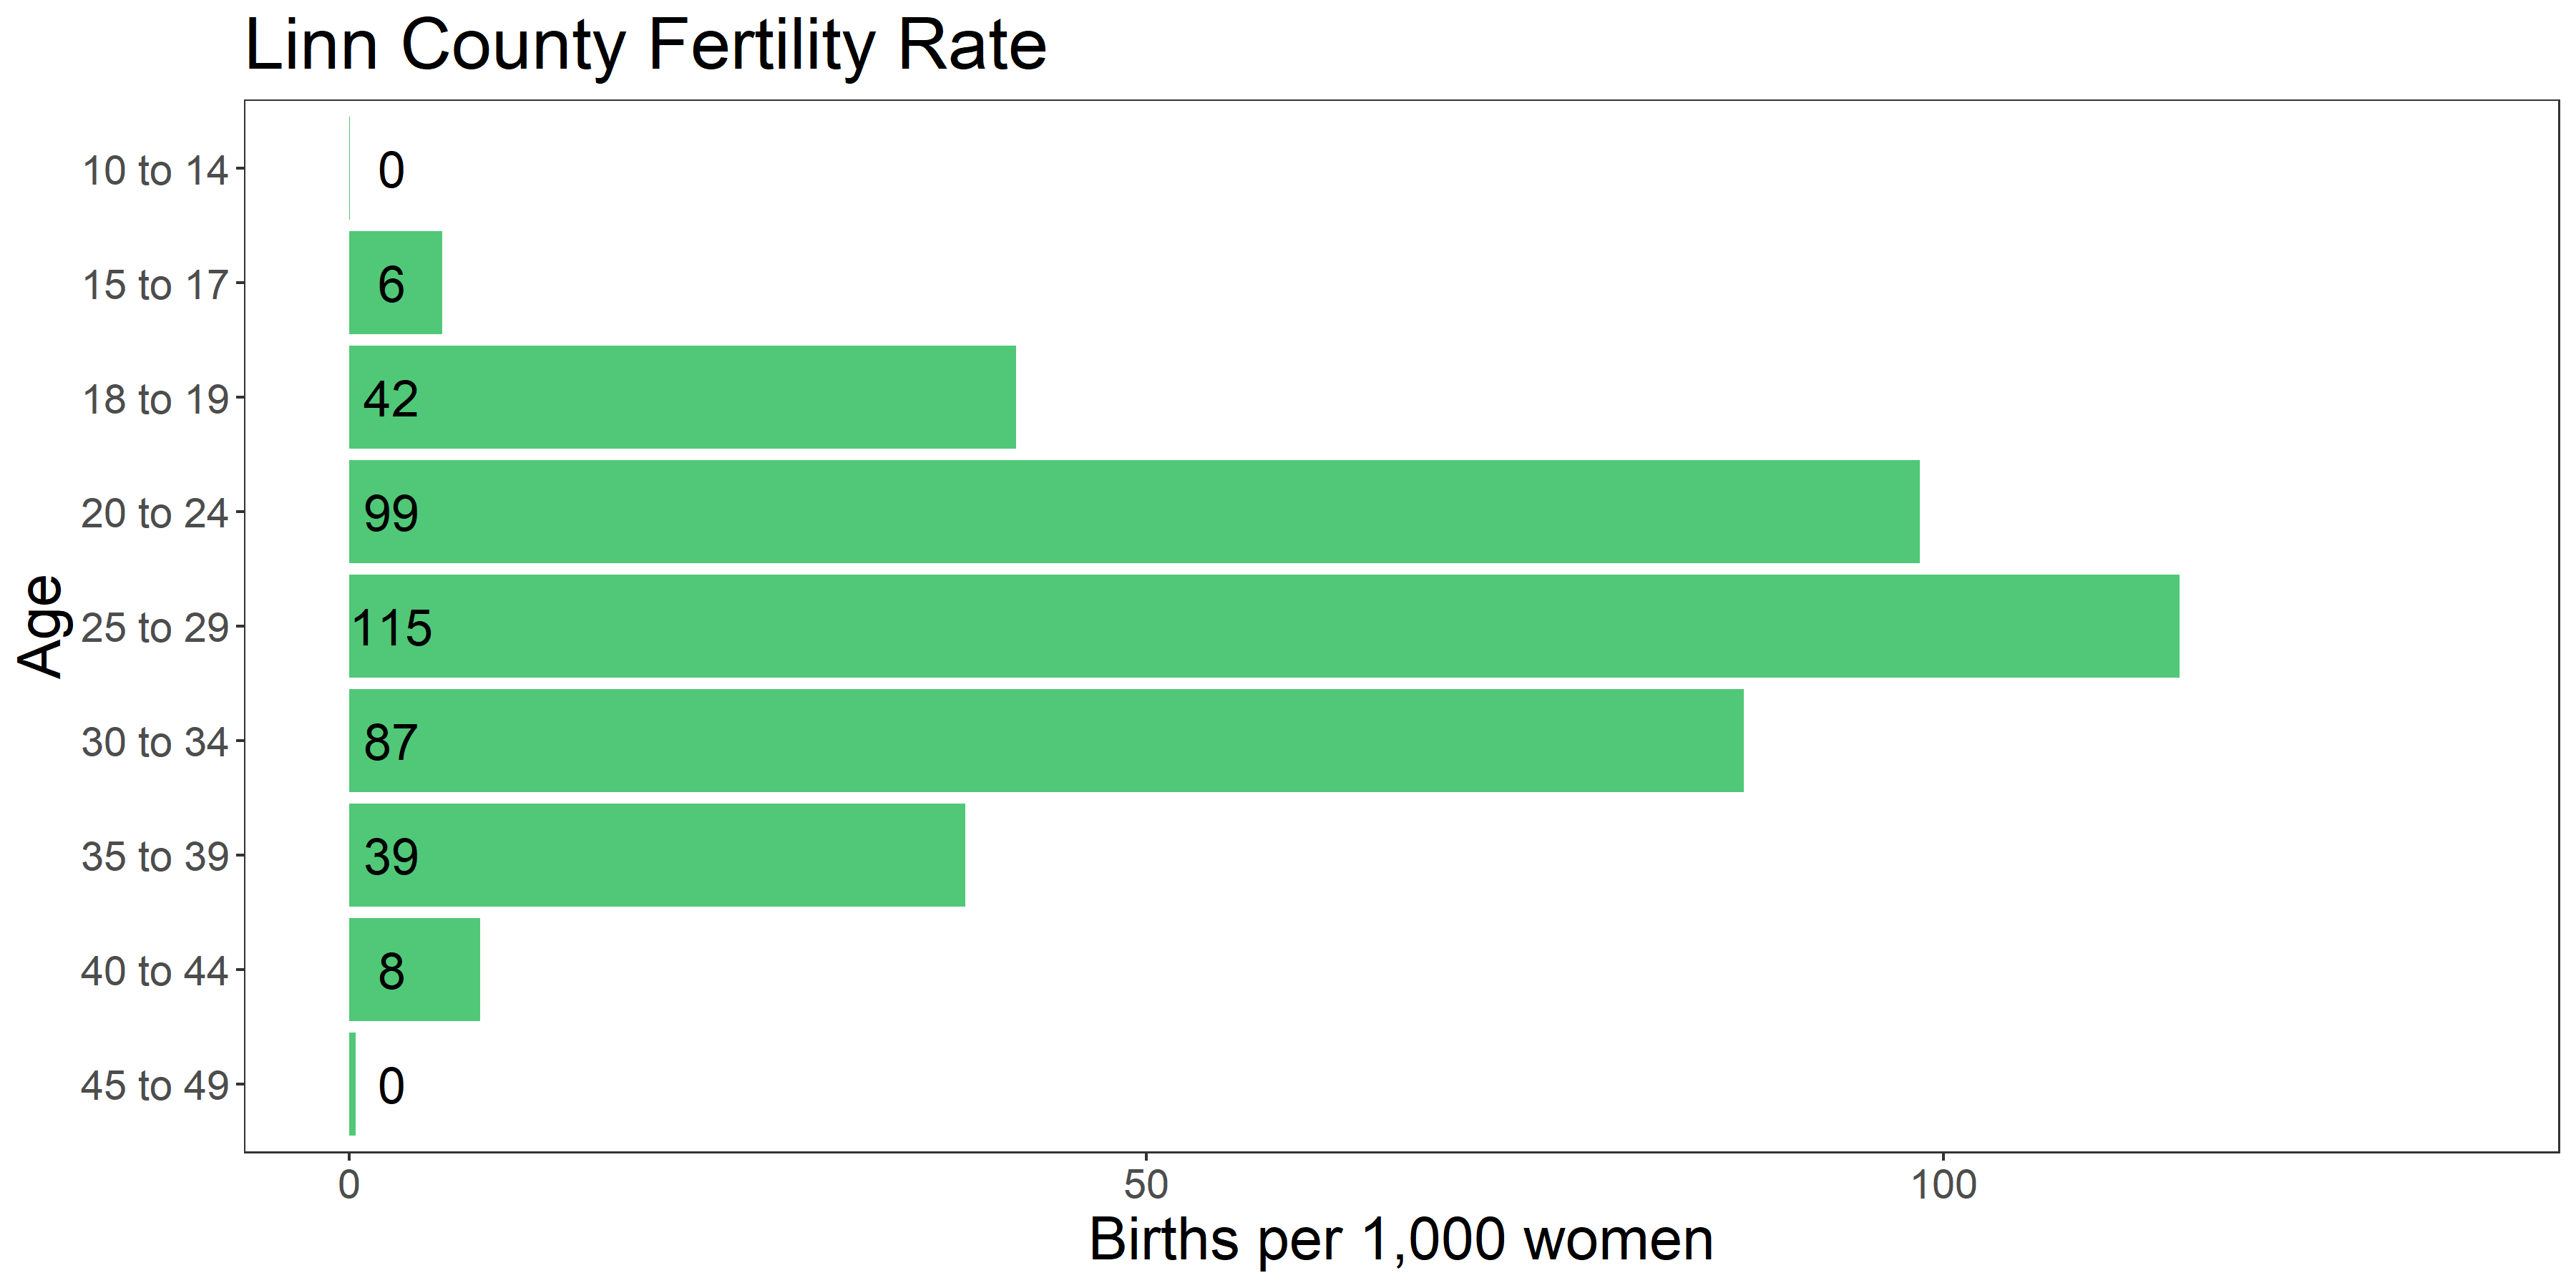 Linn County Fertility Rate
10 to 14
0
15 to 17
6
18 to 19
42
20 to 24
99
Age
25 to 29
115
30 to 34
87
35 to 39
39
40 to 44
8
45 to 49
0
0
50
100
Births per 1,000 women